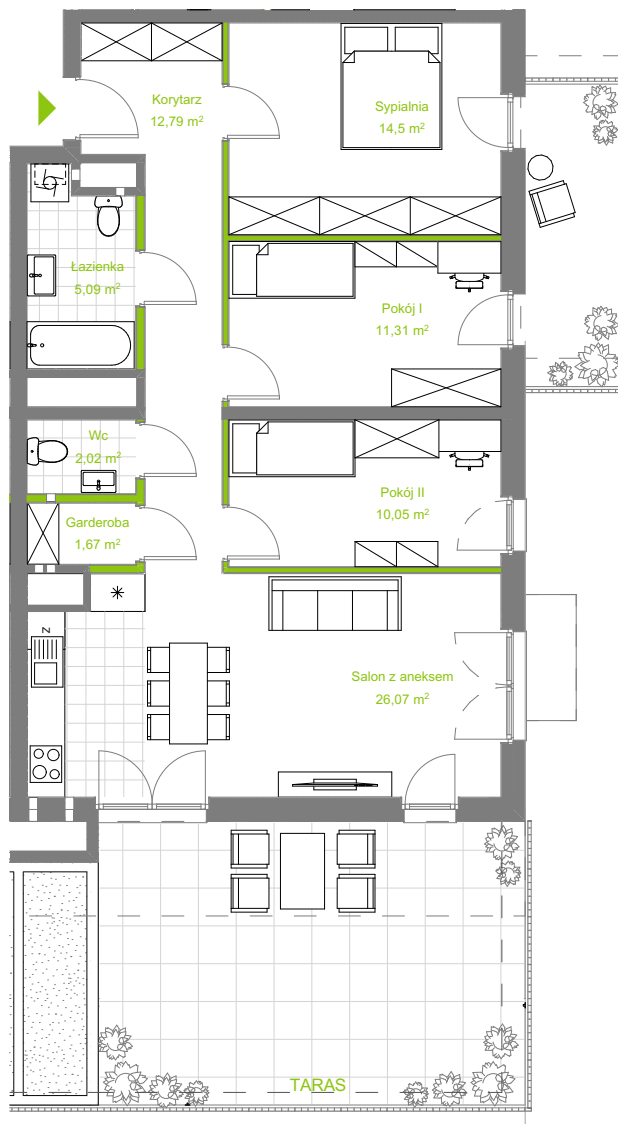 Korytarz
12,79 m²
Sypialnia
14,5 m²
Łazienka
5,09 m²
Pokój I
11,31 m²
Wc
2,02 m²
Pokój II
10,05 m²
Garderoba
1,67 m²
Z
Salon z aneksem
26,07 m²
TARAS